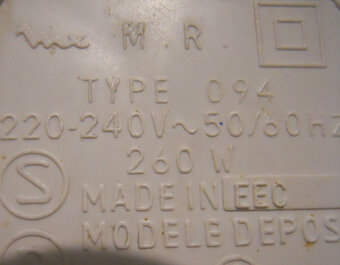 M.R.
TYPE 094
220-240V~50/60Hz
260 W
MADE IN EEC
MODELE DEPOS